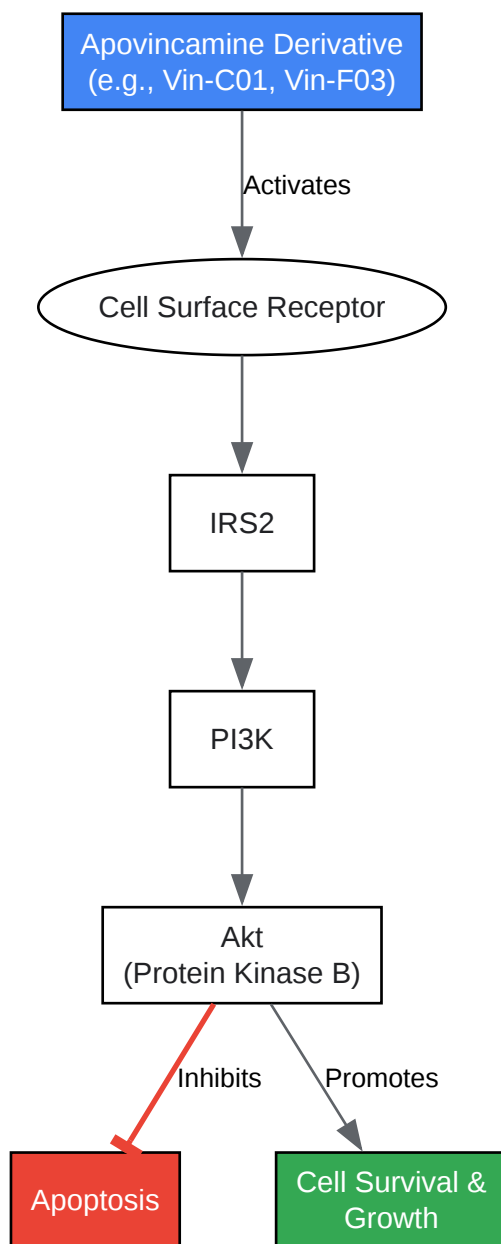 Apovincamine Derivative
(e.g., Vin-C01, Vin-F03)
Activates
Cell Surface Receptor
IRS2
PI3K
Akt
(Protein Kinase B)
Inhibits
Promotes
Apoptosis
Cell Survival &
Growth